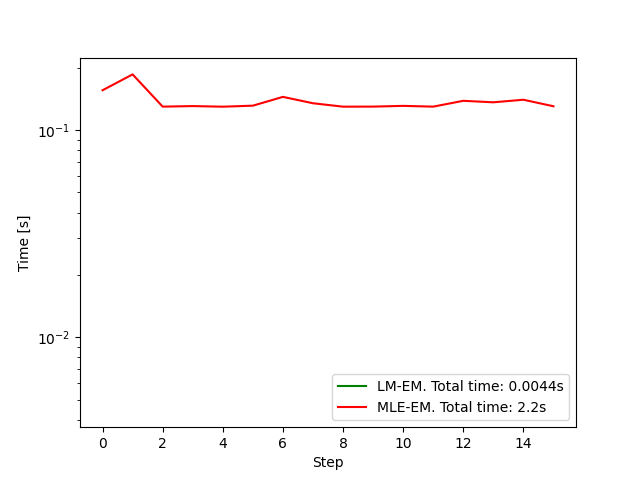 Time [s]
10⁻¹
10⁻²
LM-EM. Total time: 0.0044s
MLE-EM. Total time: 2.2s
0 2 4 6 8 10 12 14
Step